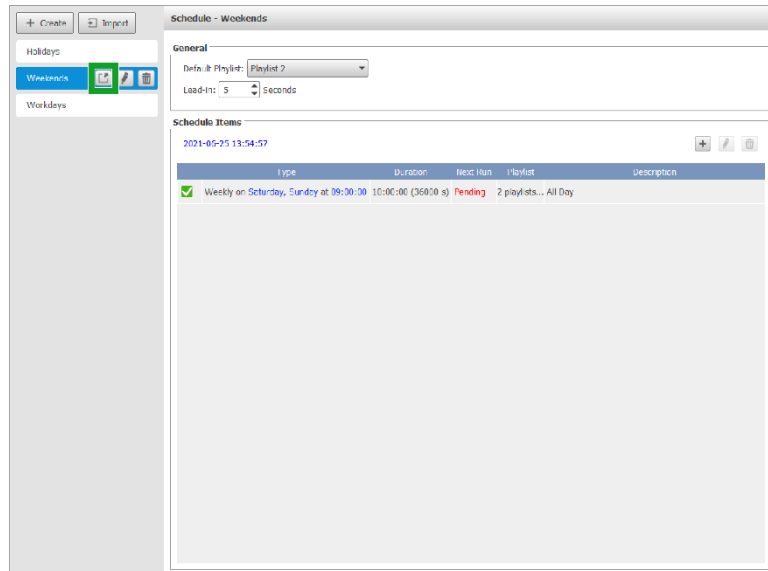 + Create
Import
Schedule - Weekends
Holidays
Weekends
Workdays
General
Default Playlist: Playlist 2
Lead-In: 5 Seconds
Schedule Items
2021-06-25 13:54:57
Type Duration Next Run Playlist Description
Weekly on Saturday, Sunday at 09:00:00 10:00:00 (36000 s) Pending 2 playlists... All Day